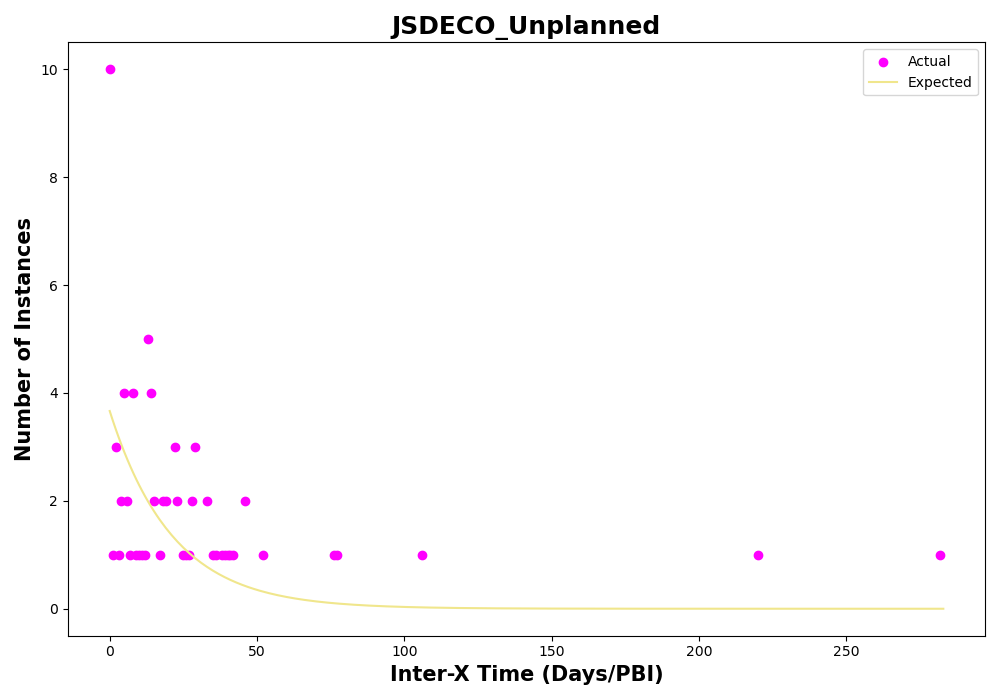 JSDECO_Unplanned
Actual
Expected
10
8
6
4
2
0
Number of Instances
0 50 100 150 200 250
Inter-X Time (Days/PBI)